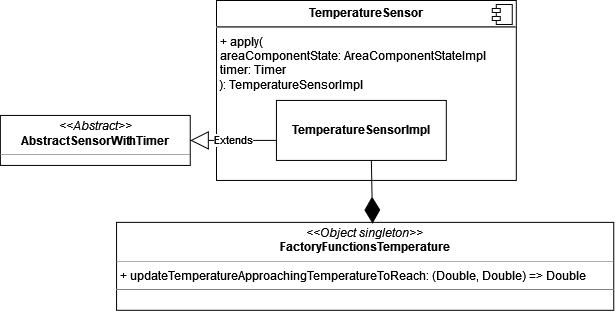 TemperatureSensor
+ apply(
areaComponentState: AreaComponentStateImpl
timer: Timer
): TemperatureSensorImpl
TemperatureSensorImpl
<<Abstract>>
AbstractSensorWithTimer
Extends
<<Object singleton>>
FactoryFunctionsTemperature
+ updateTemperatureApproachingTemperatureToReach: (Double, Double) => Double